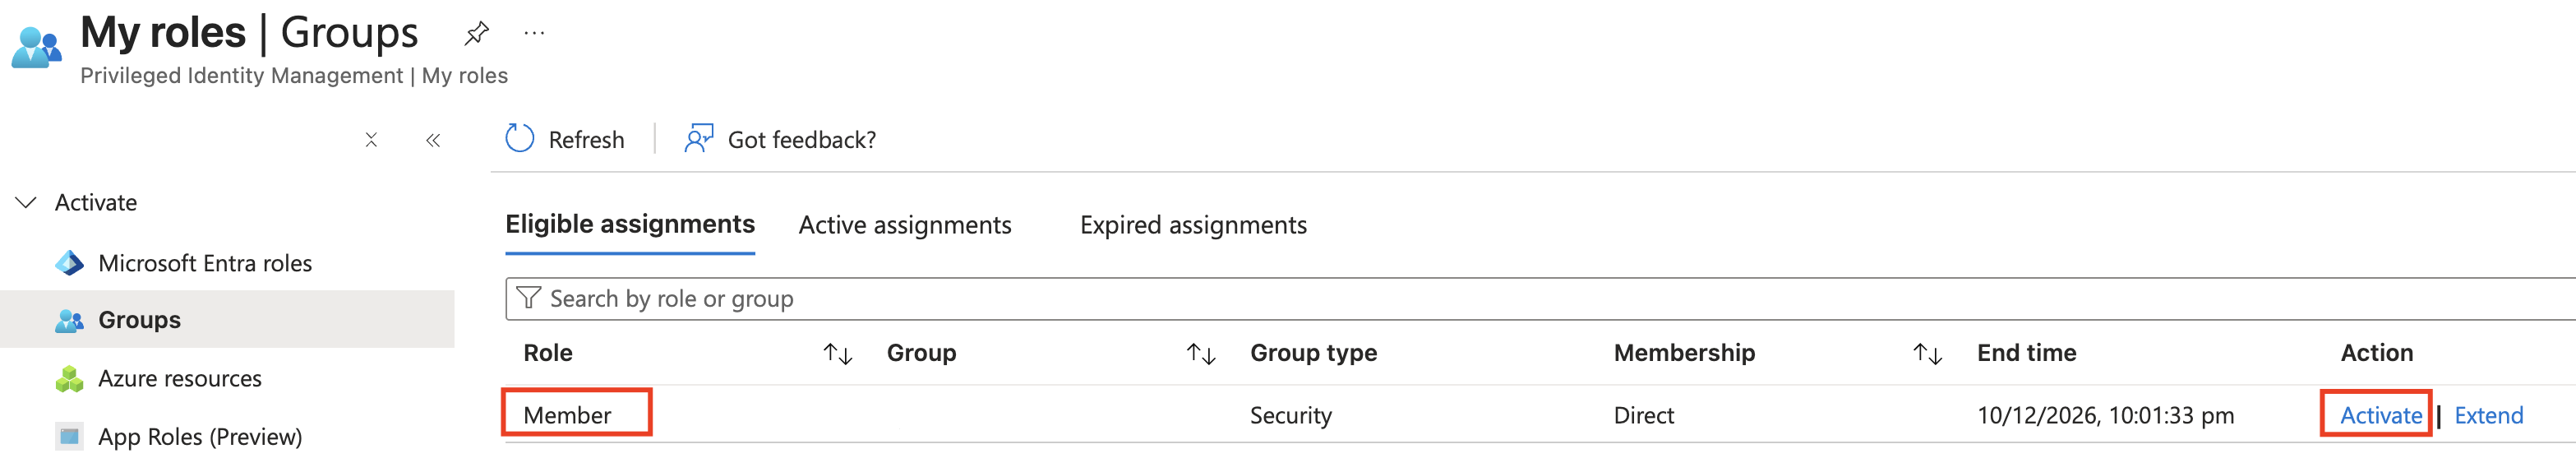 My roles | Groups ...
Privileged Identity Management | My roles
Refresh | Got feedback?
Activate
Microsoft Entra roles
Groups
Azure resources
App Roles (Preview)
Eligible assignments Active assignments Expired assignments
Search by role or group
Role Group Group type Membership End time Action
Member Security Direct 10/12/2026, 10:01:33 pm Activate | Extend